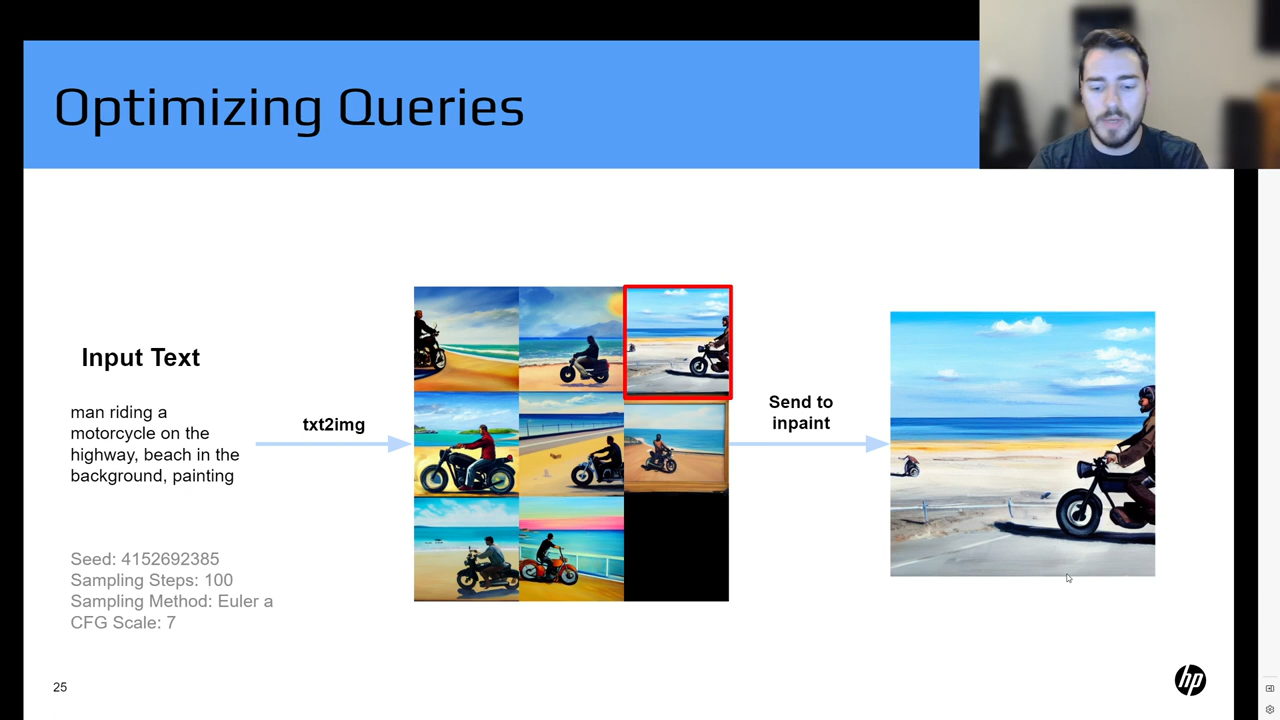 Optimizing Queries
Input Text
man riding a
motorcycle on the
highway, beach in the
background, painting
Seed: 4152692385
Sampling Steps: 100
Sampling Method: Euler a
CFG Scale: 7
txt2img
Send to
inpaint
25
hp